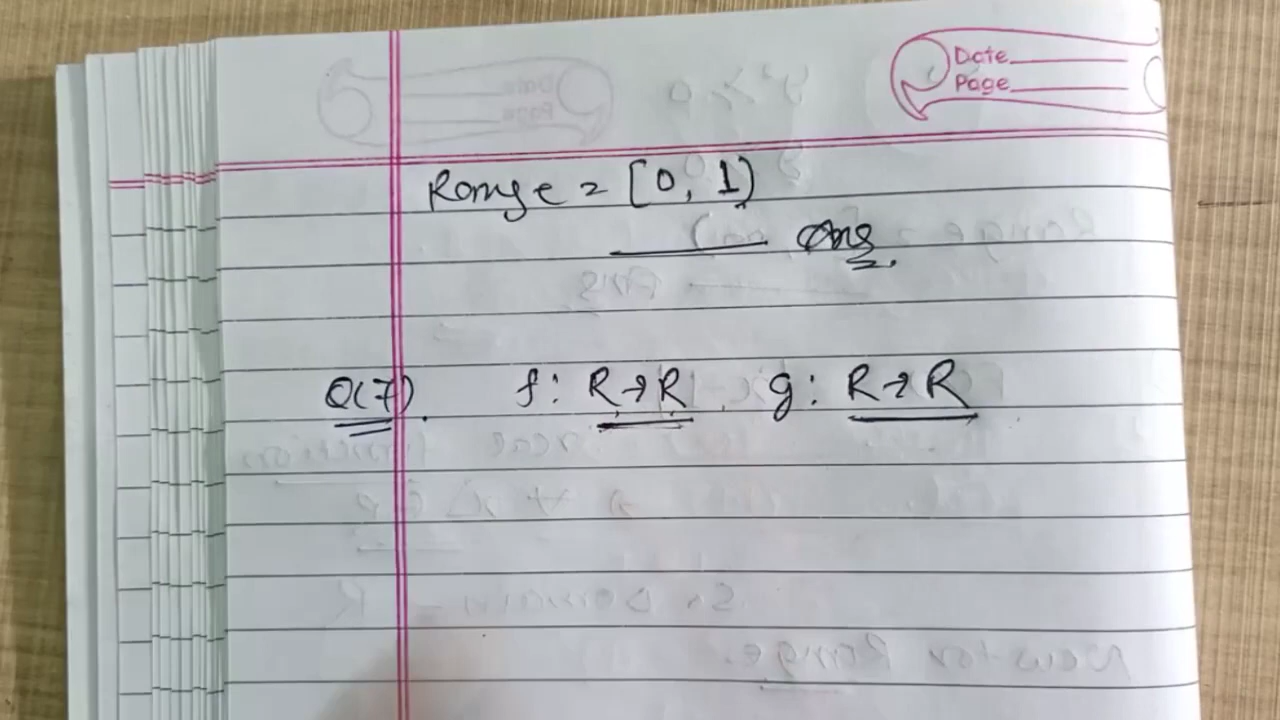 Date
Page
Range = [0, 1)
Ans
Q(7). f: R→R g: R→R